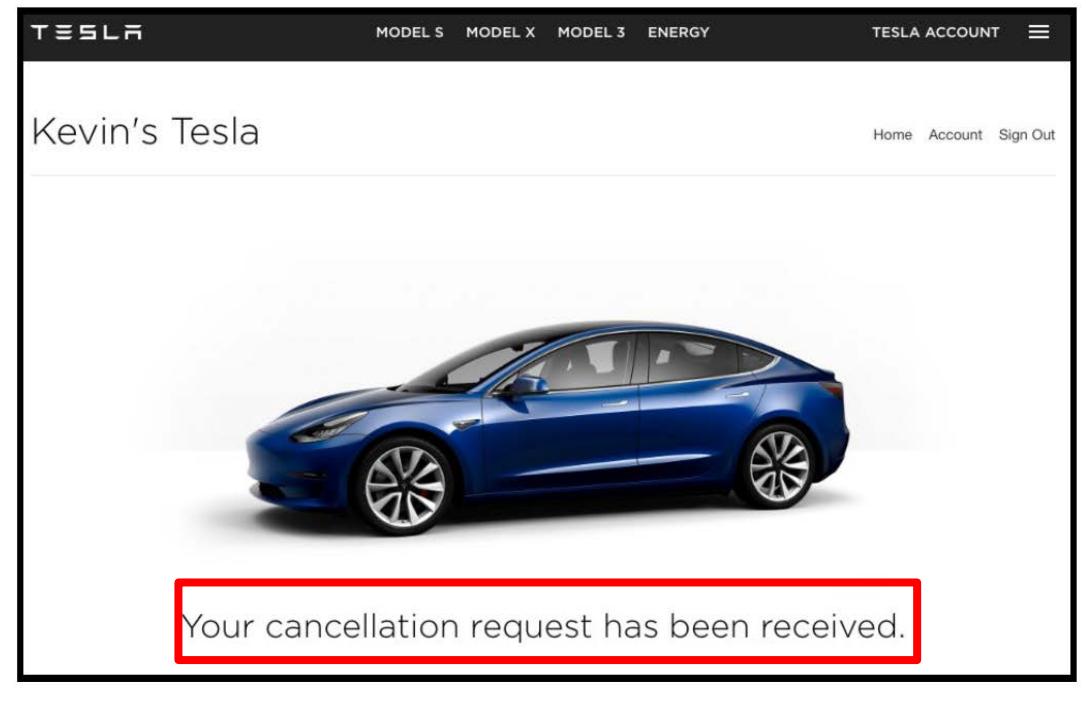 TESLA MODEL S MODEL X MODEL 3 ENERGY TESLA ACCOUNT
Kevin's Tesla Home Account Sign Out
Your cancellation request has been received.